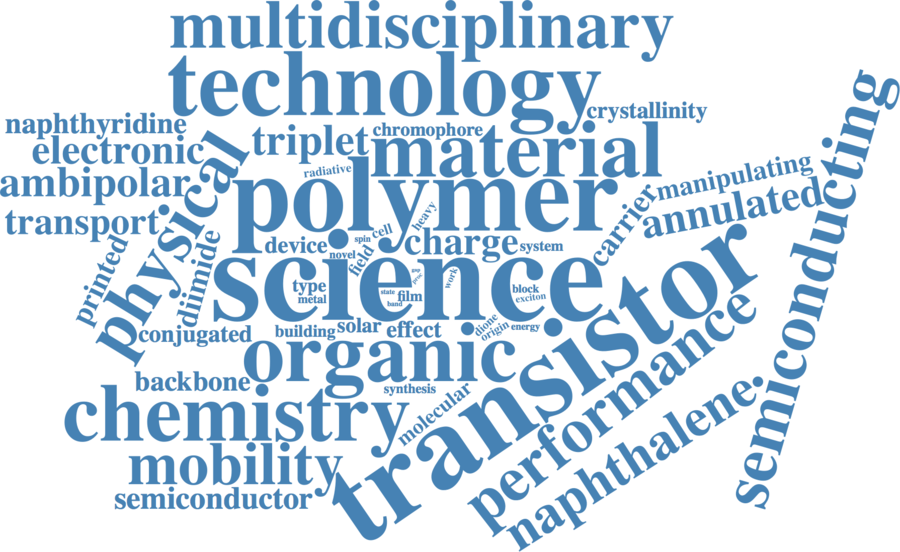 multidisciplinary
technology
crystallinity
naphthyridine
triplet
chromophore
electronic
material
radiative
ambipolar
physical
polymer
manipulating
semiconducting
transport
heavy
carrier
annulated
spin
cell
device
novel
field
charge
system
printed
diimide
science
gap
state
work
type
metal
film
band
block
exciton
conjugated
building
solar
effect
dione
origin
energy
transistor
organic
backbone
synthesis
performance
chemistry
molecular
naphthalene
mobility
semiconductor